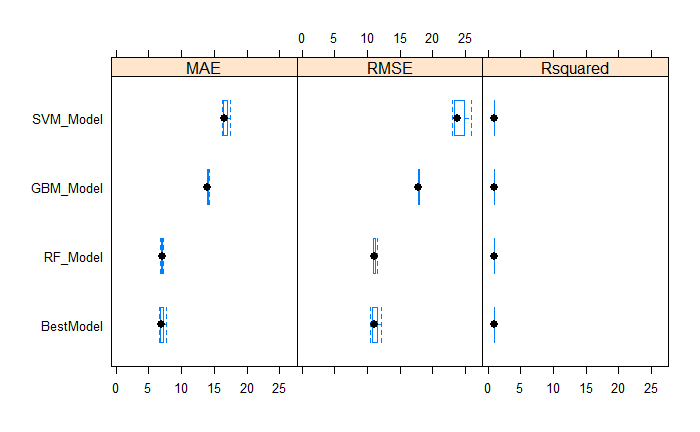 0 5 10 15 20 25
MAE RMSE Rsquared
SVM_Model
GBM_Model
RF_Model
BestModel
0 5 10 15 20 25 0 5 10 15 20 25